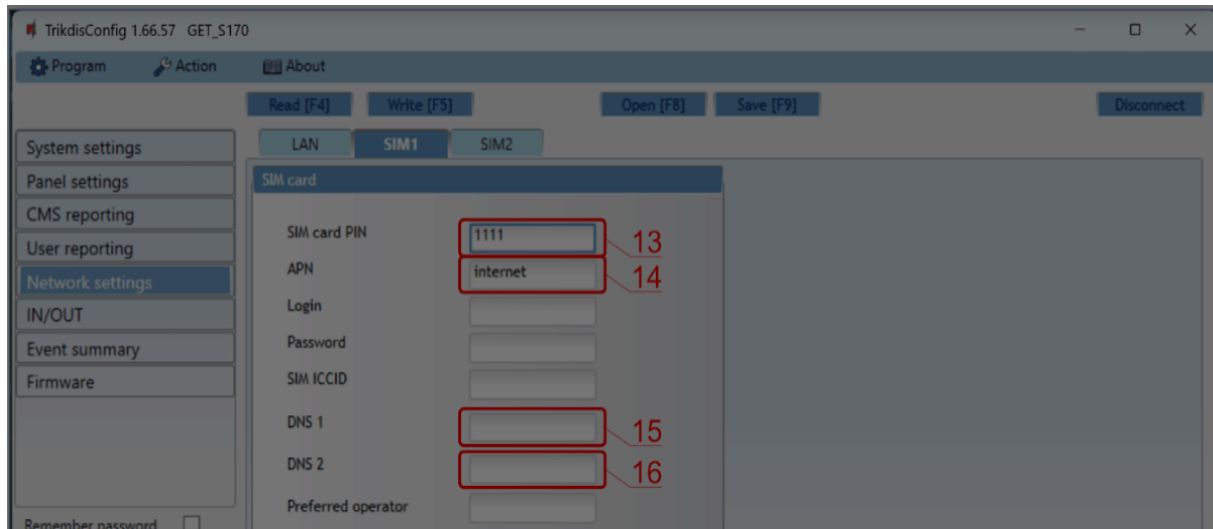 TrikdisConfig 1.66.57 GET_S170
Program Action About
Read [F4] Write [F5] Open [F8] Save [F9] Disconnect
LAN SIM1 SIM2
System settings
Panel settings
CMS reporting
User reporting
Network settings
IN/OUT
Event summary
Firmware
Remember password
SIM card
SIM card PIN 1111 13
APN internet 14
Login
Password
SIM ICCID
DNS 1 15
DNS 2 16
Preferred operator